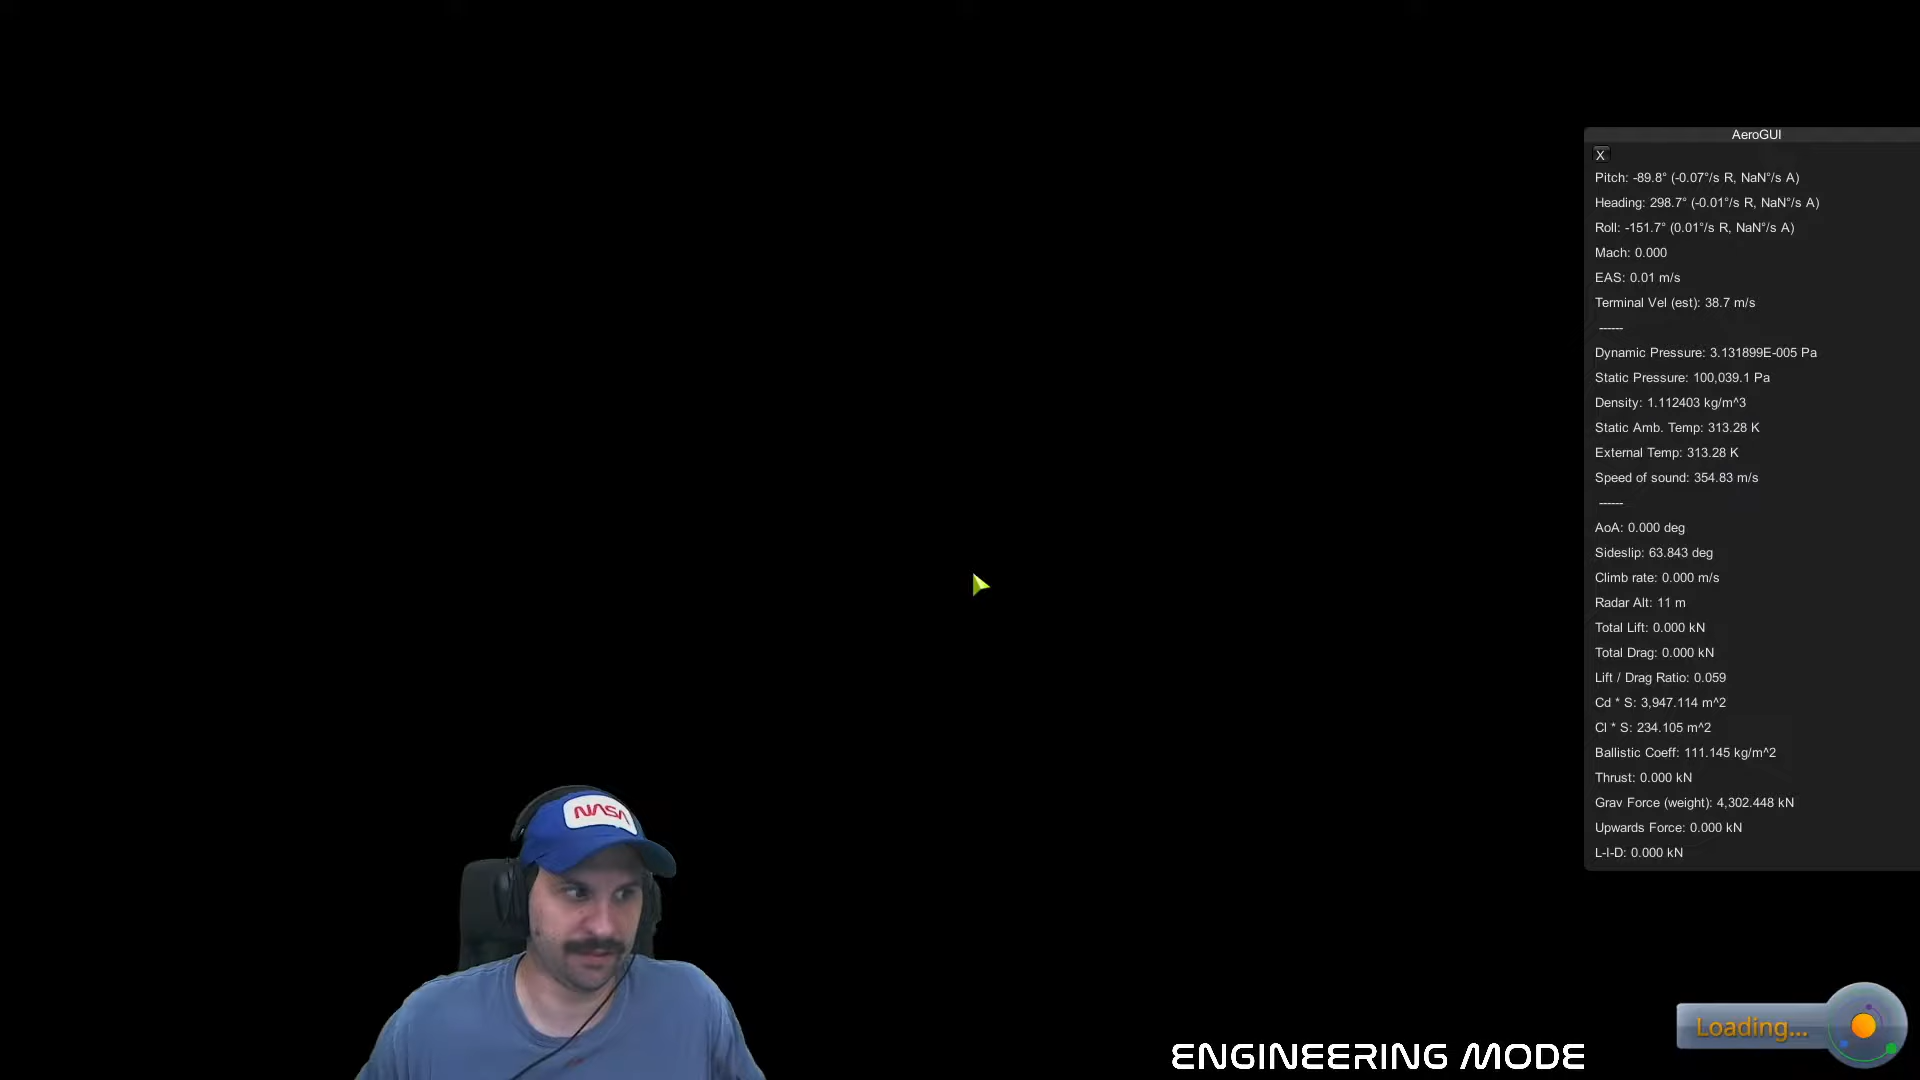 AeroGUI
X
Pitch: -89.8° (-0.07°/s R, NaN°/s A)
Heading: 298.7° (-0.01°/s R, NaN°/s A)
Roll: -151.7° (0.01°/s R, NaN°/s A)
Mach: 0.000
EAS: 0.01 m/s
Terminal Vel (est): 38.7 m/s
------
Dynamic Pressure: 3.131899E-005 Pa
Static Pressure: 100,039.1 Pa
Density: 1.112403 kg/m^3
Static Amb. Temp: 313.28 K
External Temp: 313.28 K
Speed of sound: 354.83 m/s
------
AoA: 0.000 deg
Sideslip: 63.843 deg
Climb rate: 0.000 m/s
Radar Alt: 11 m
Total Lift: 0.000 kN
Total Drag: 0.000 kN
Lift / Drag Ratio: 0.059
Cd * S: 3,947.114 m^2
Cl * S: 234.105 m^2
Ballistic Coeff: 111.145 kg/m^2
Thrust: 0.000 kN
Grav Force (weight): 4,302.448 kN
Upwards Force: 0.000 kN
L-I-D: 0.000 kN
NASA
Loading...
ENGINEERING MODE